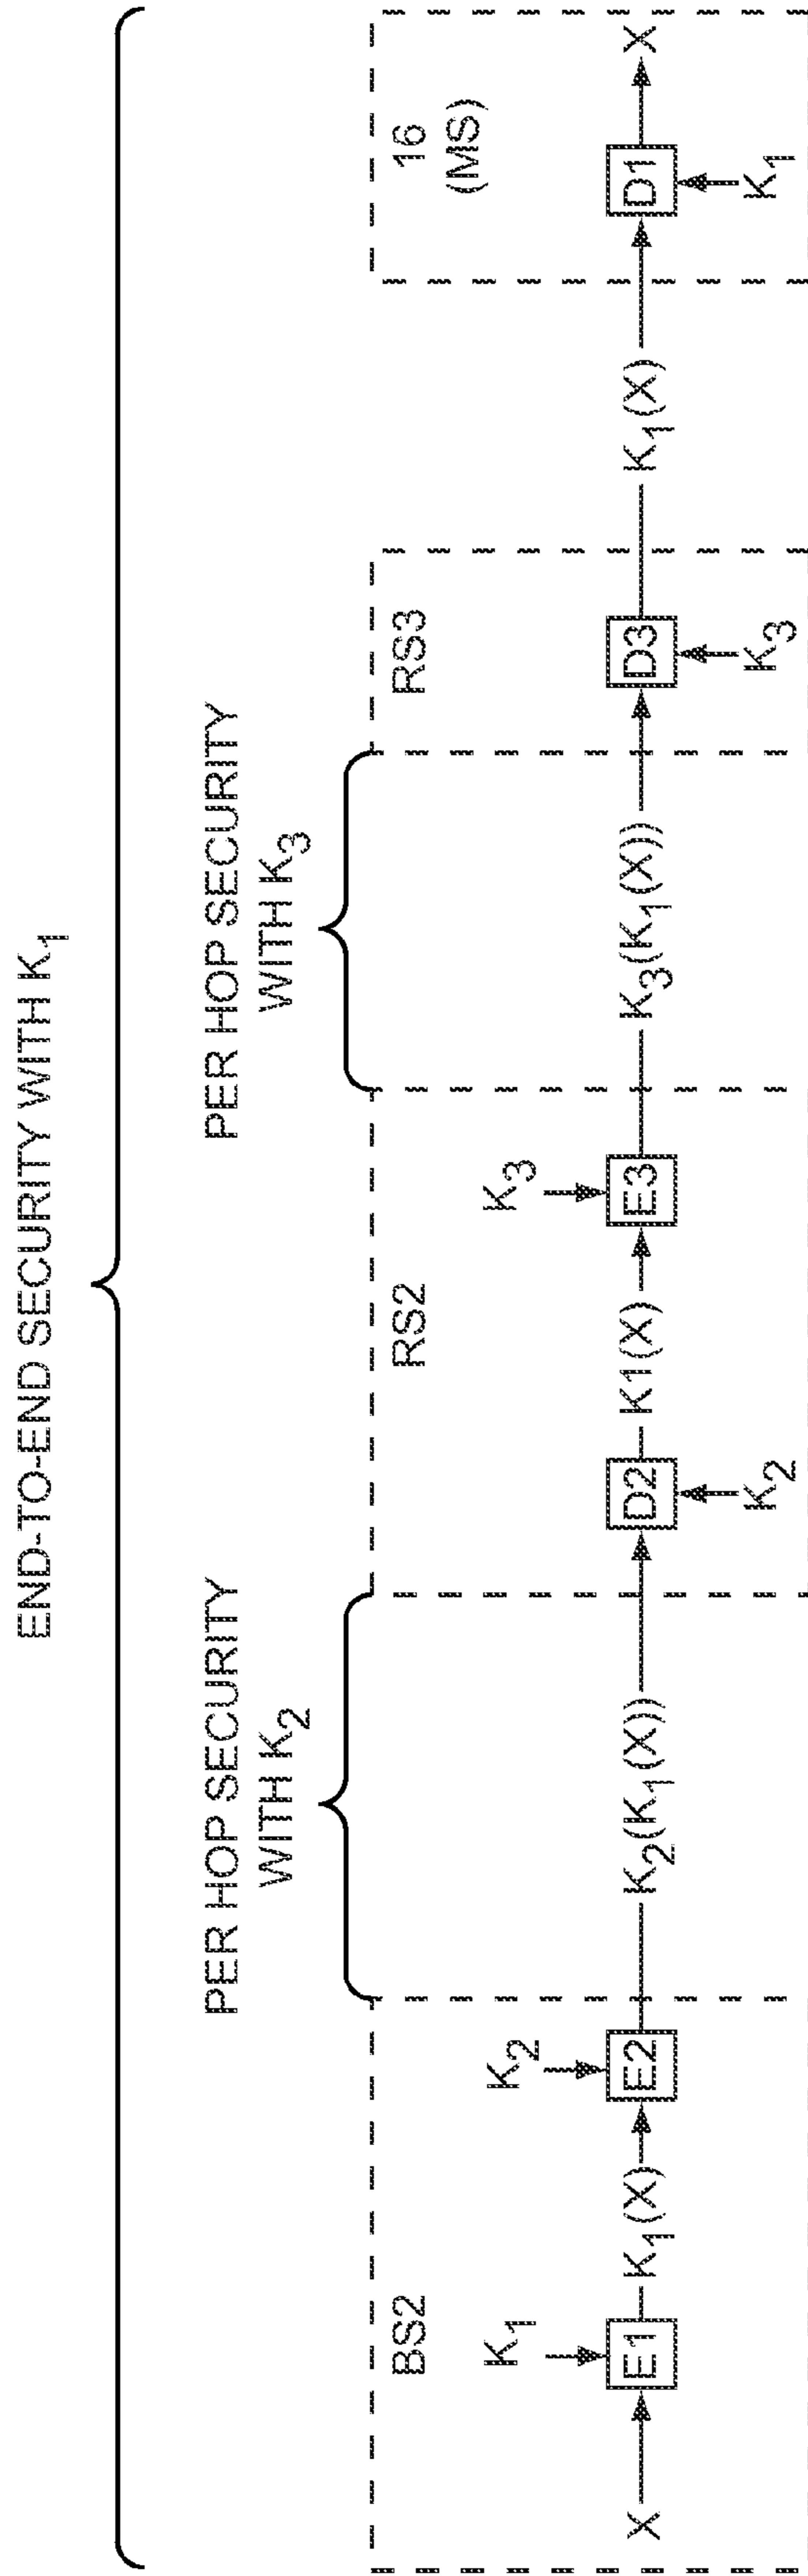 END-TO-END SECURITY WITH K1
PER HOP SECURITY
WITH K2
PER HOP SECURITY
WITH K3
BS2
RS2
RS3
16
(MS)
K1
K2
K3
X
E1
K1(X)
E2
K2(K1(X))
D2
K1(X)
E3
K3(K1(X))
D3
K1(X)
D1
X
K2
K3
K1